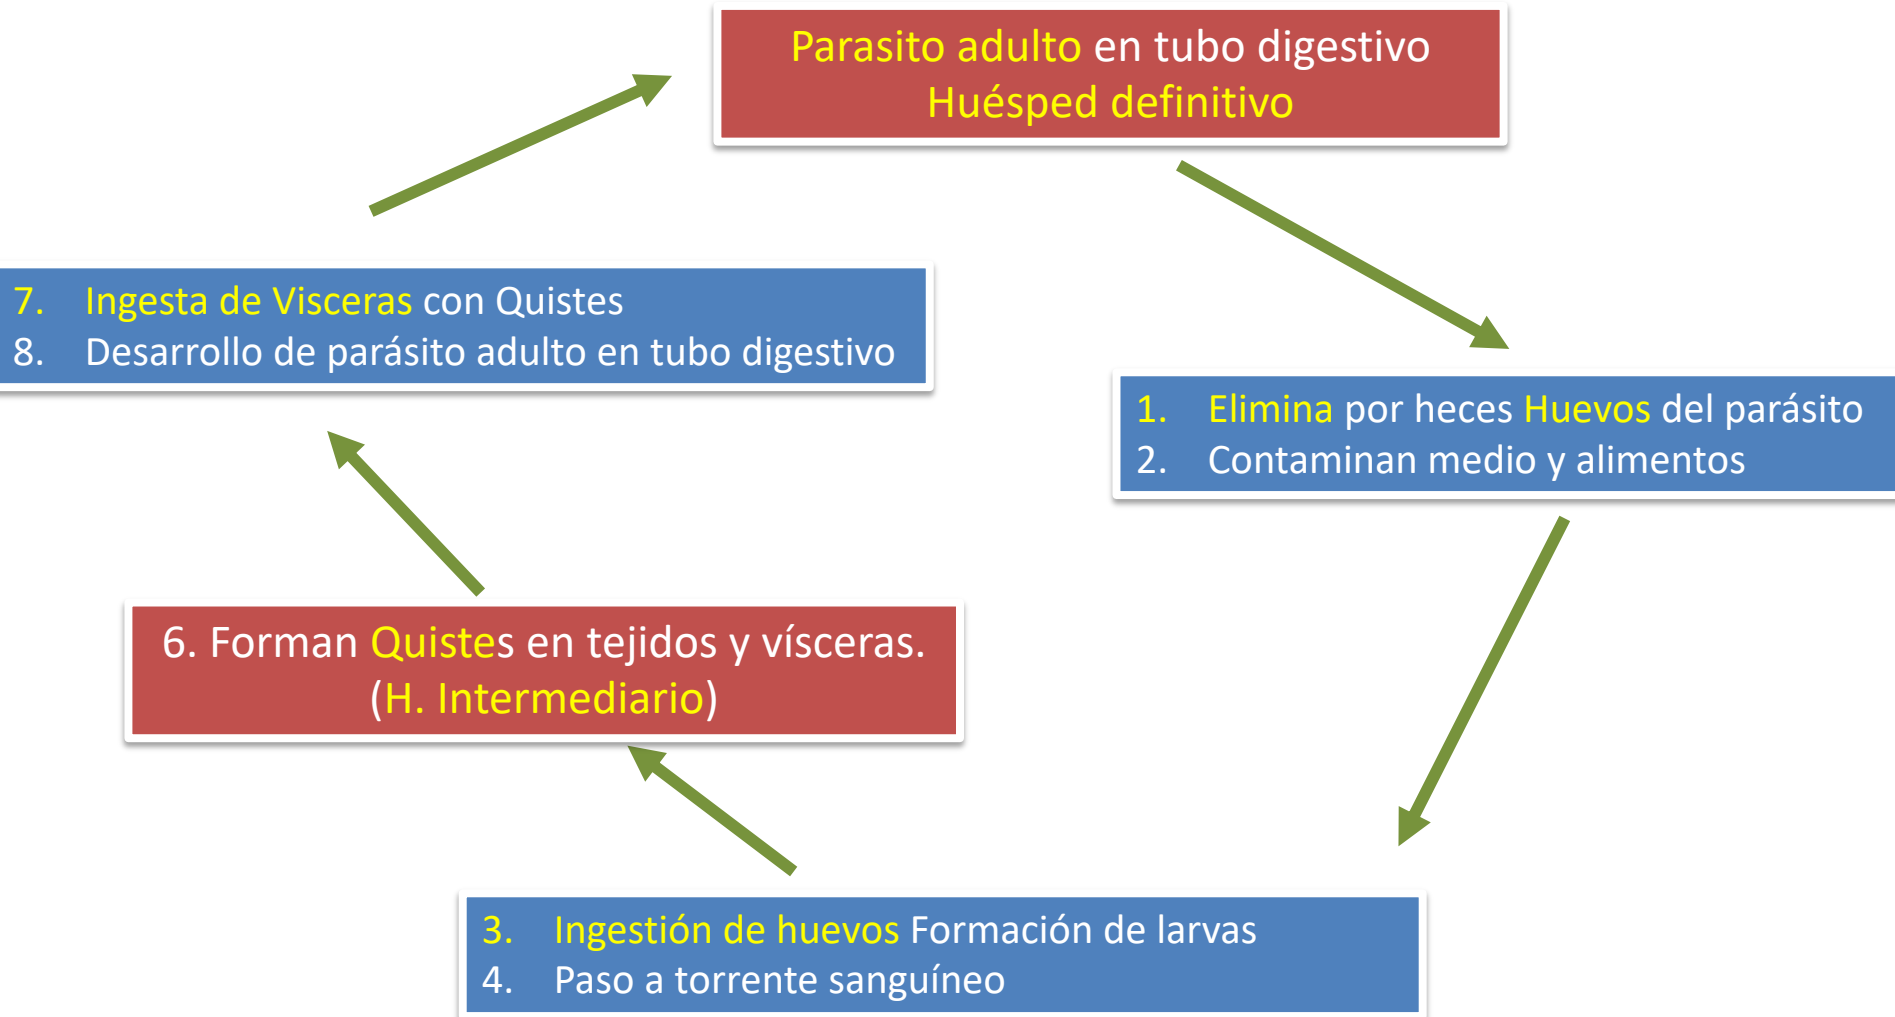 Parasito adulto en tubo digestivo
Huésped definitivo
1. Elimina por heces Huevos del parásito
2. Contaminan medio y alimentos
3. Ingestión de huevos Formación de larvas
4. Paso a torrente sanguíneo
6. Forman Quistes en tejidos y vísceras.
(H. Intermediario)
7. Ingesta de Visceras con Quistes
8. Desarrollo de parásito adulto en tubo digestivo